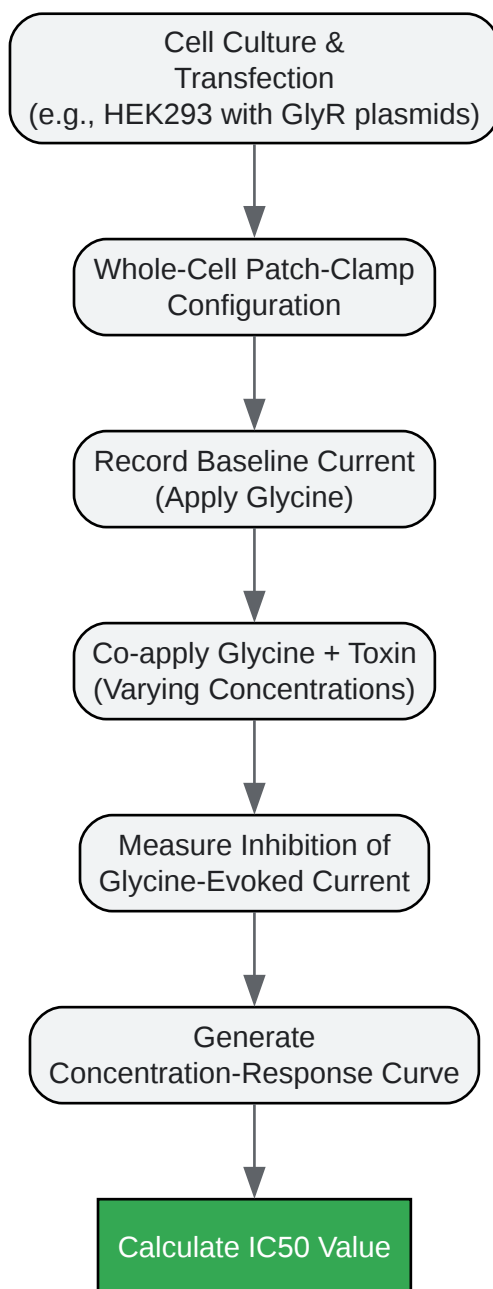 Cell Culture &
Transfection
(e.g., HEK293 with GlyR plasmids)
Whole-Cell Patch-Clamp
Configuration
Record Baseline Current
(Apply Glycine)
Co-apply Glycine + Toxin
(Varying Concentrations)
Measure Inhibition of
Glycine-Evoked Current
Generate
Concentration-Response Curve
Calculate IC50 Value